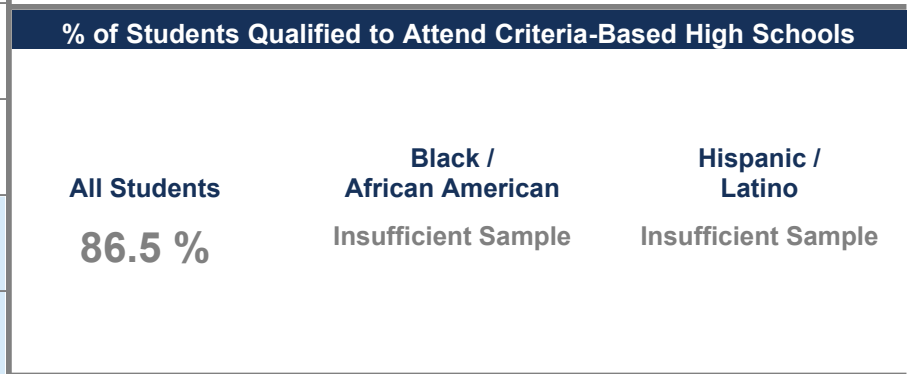 % of Students Qualified to Attend Criteria-Based High Schools
All Students
86.5 %
Black /
African American
Insufficient Sample
Hispanic /
Latino
Insufficient Sample